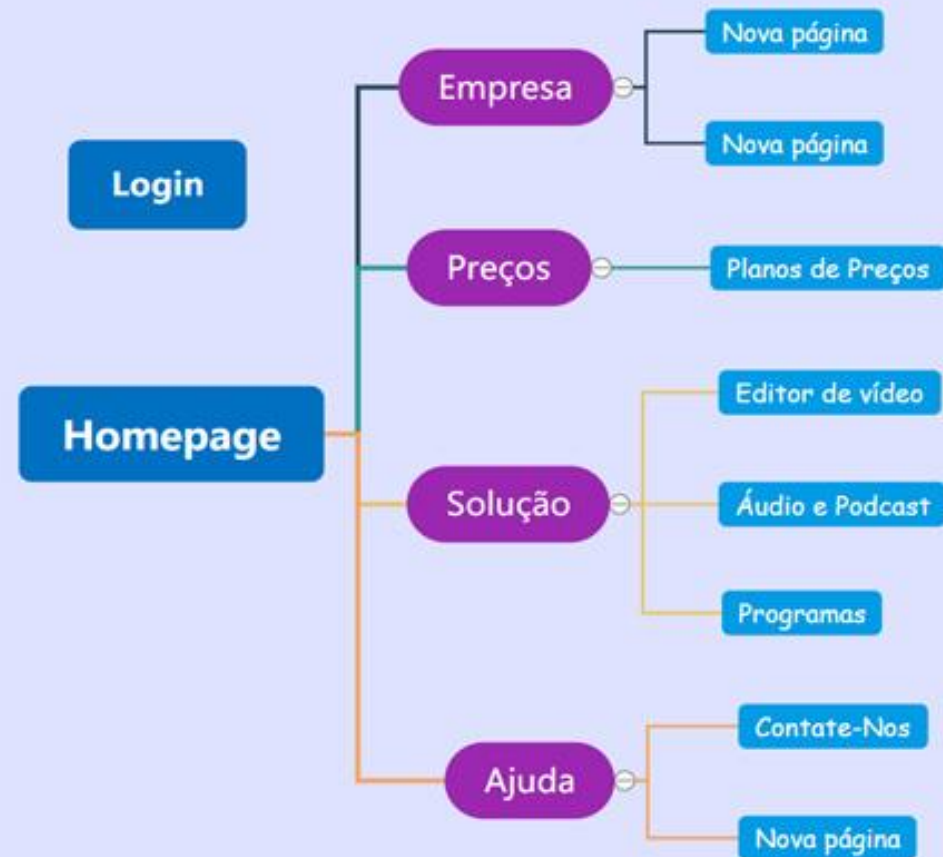 Nova página
Empresa
Nova página
Login
Preços
Planos de Preços
Editor de vídeo
Homepage
Solução
Áudio e Podcast
Programas
Contate-Nos
Ajuda
Nova página